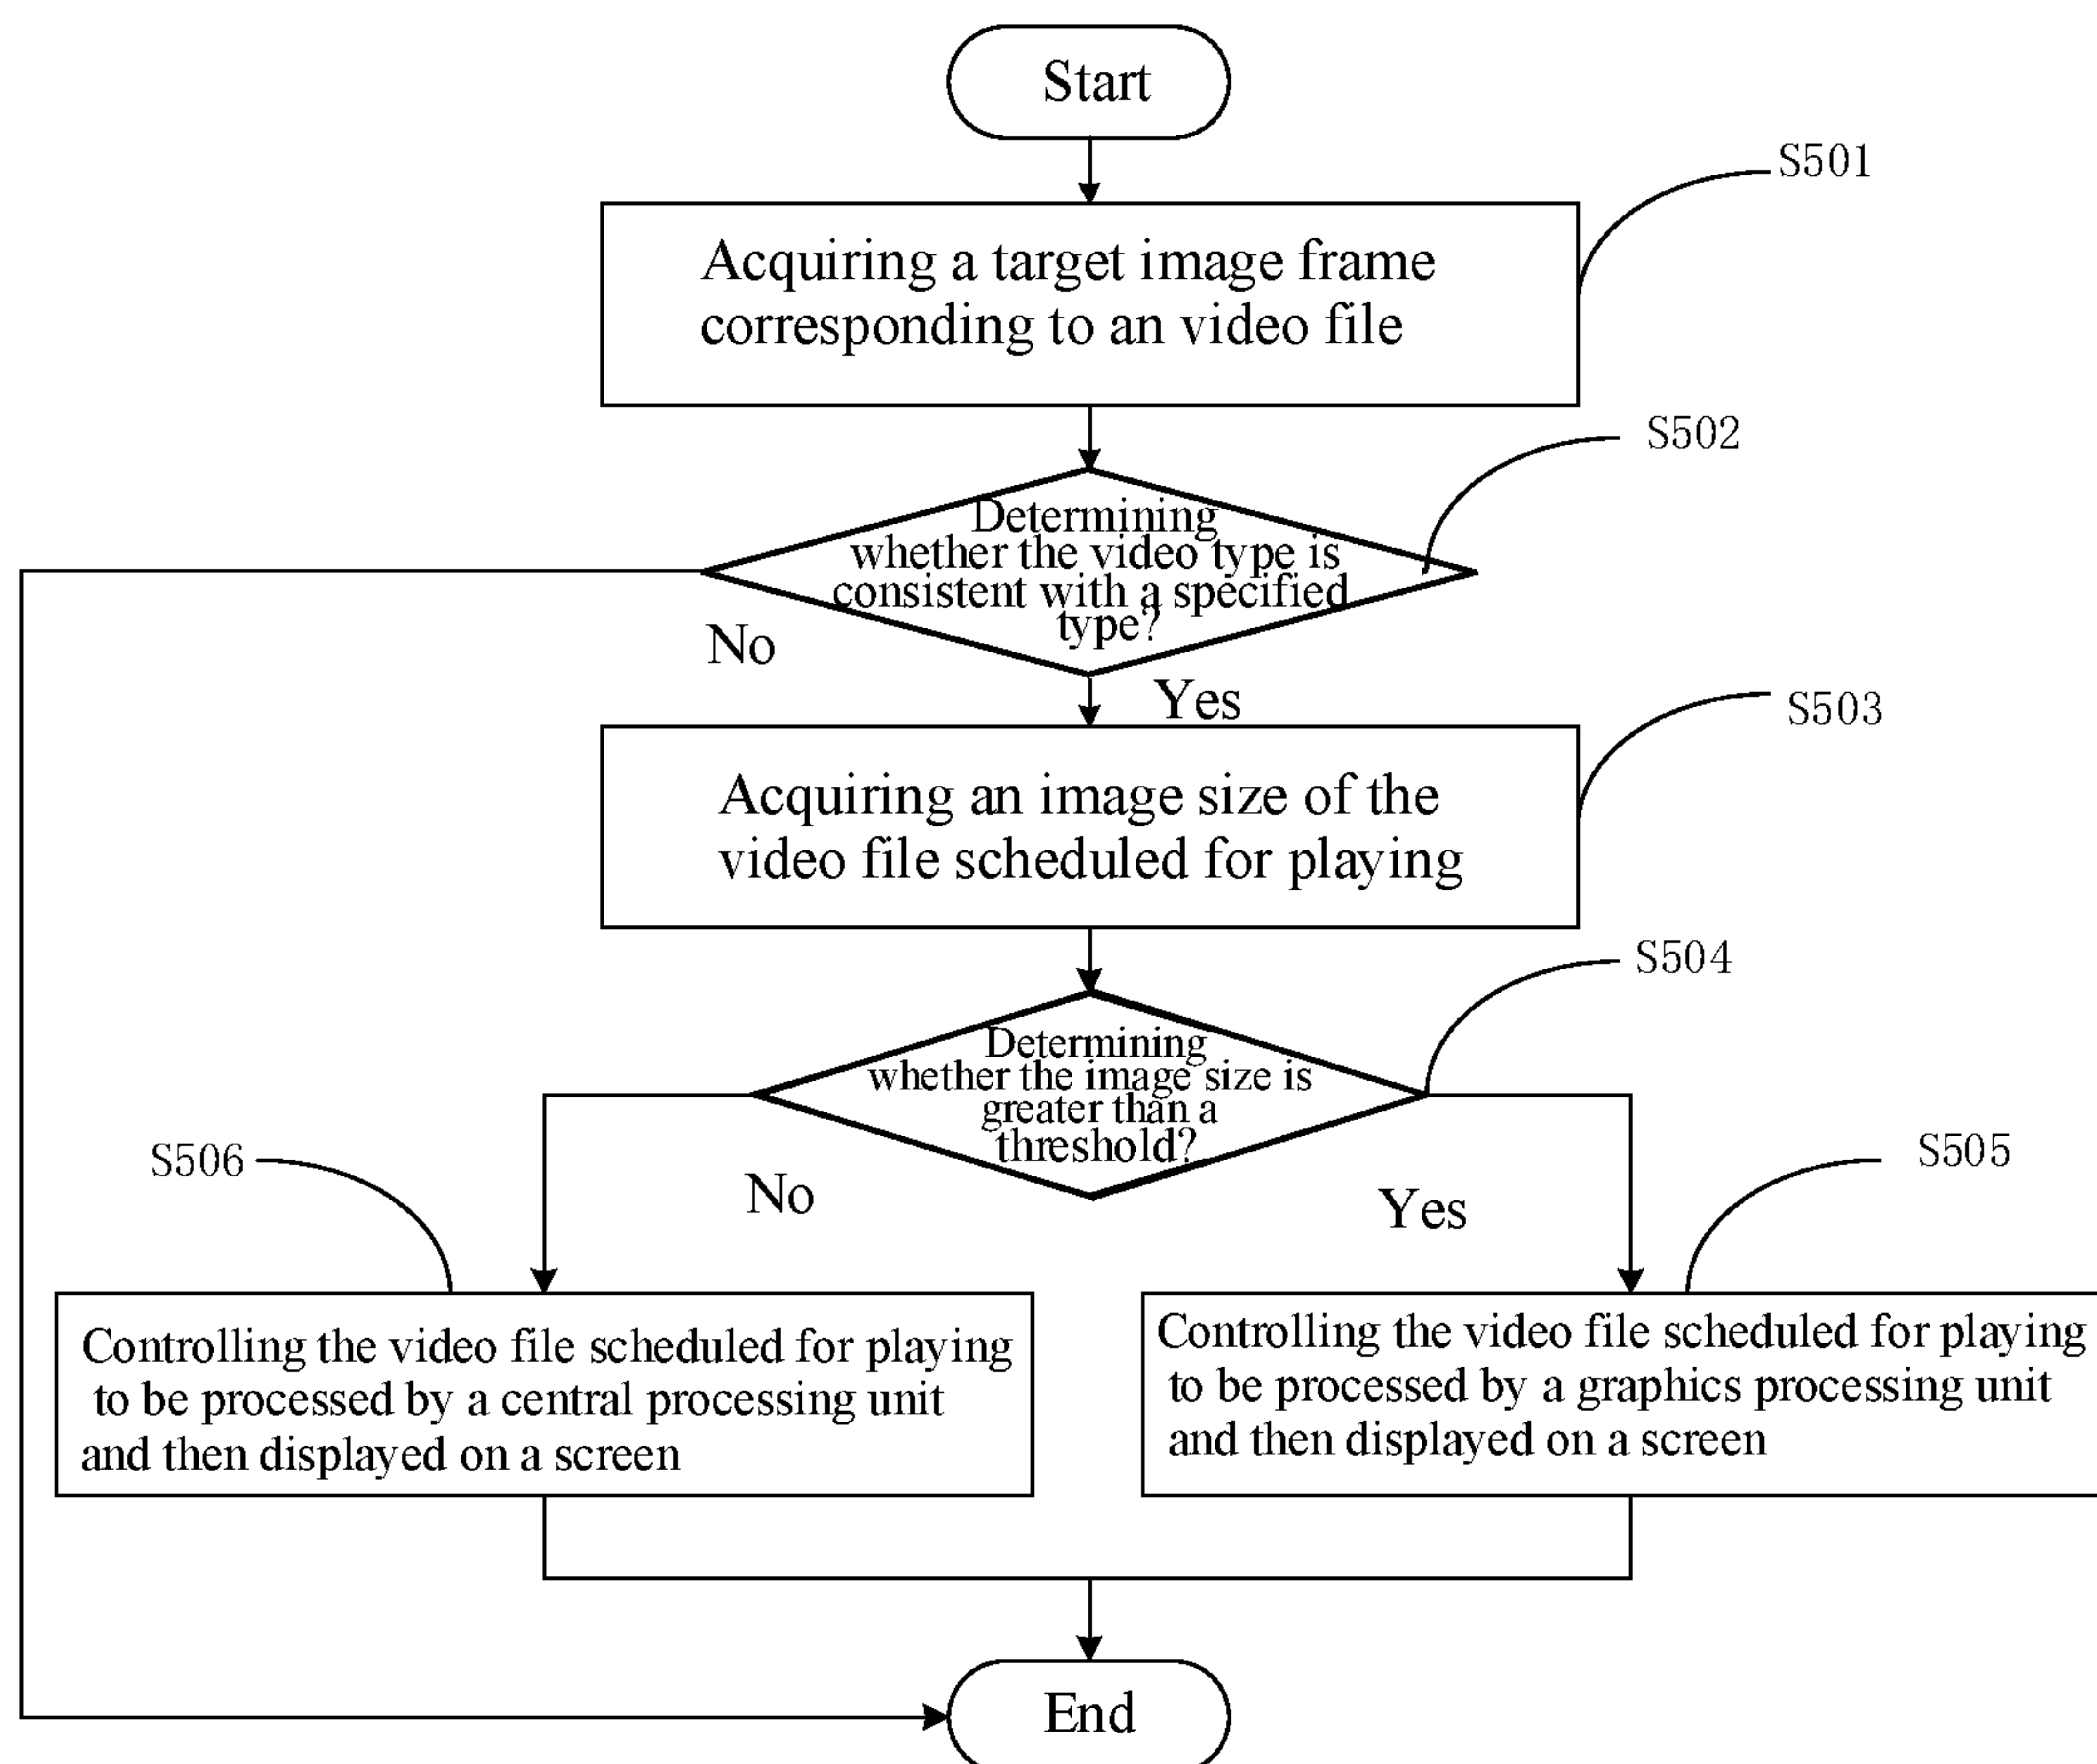 Start
S501
Acquiring a target image frame
corresponding to an video file
S502
Determining
whether the video type is
consistent with a specified
type?
No
Yes
S503
Acquiring an image size of the
video file scheduled for playing
S504
Determining
whether the image size is
greater than a
threshold?
S506
No
Yes
S505
Controlling the video file scheduled for playing
to be processed by a central processing unit
and then displayed on a screen
Controlling the video file scheduled for playing
to be processed by a graphics processing unit
and then displayed on a screen
End